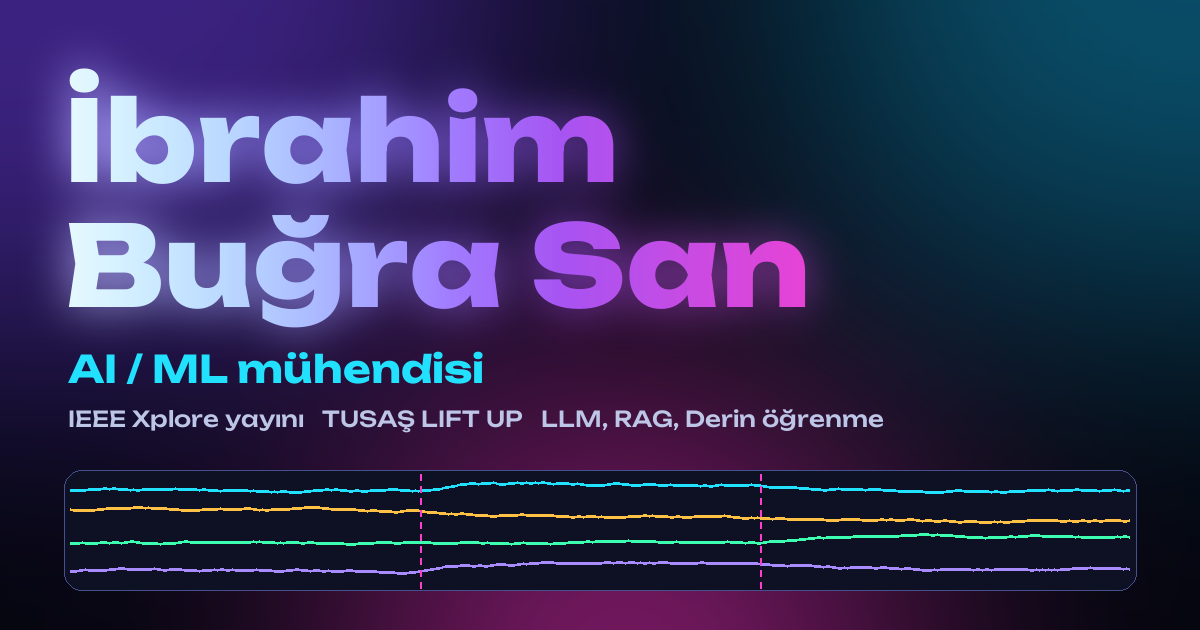 İbrahim
Buğra San
AI / ML mühendisi
IEEE Xplore yayını TUSAŞ LIFT UP LLM, RAG, Derin öğrenme